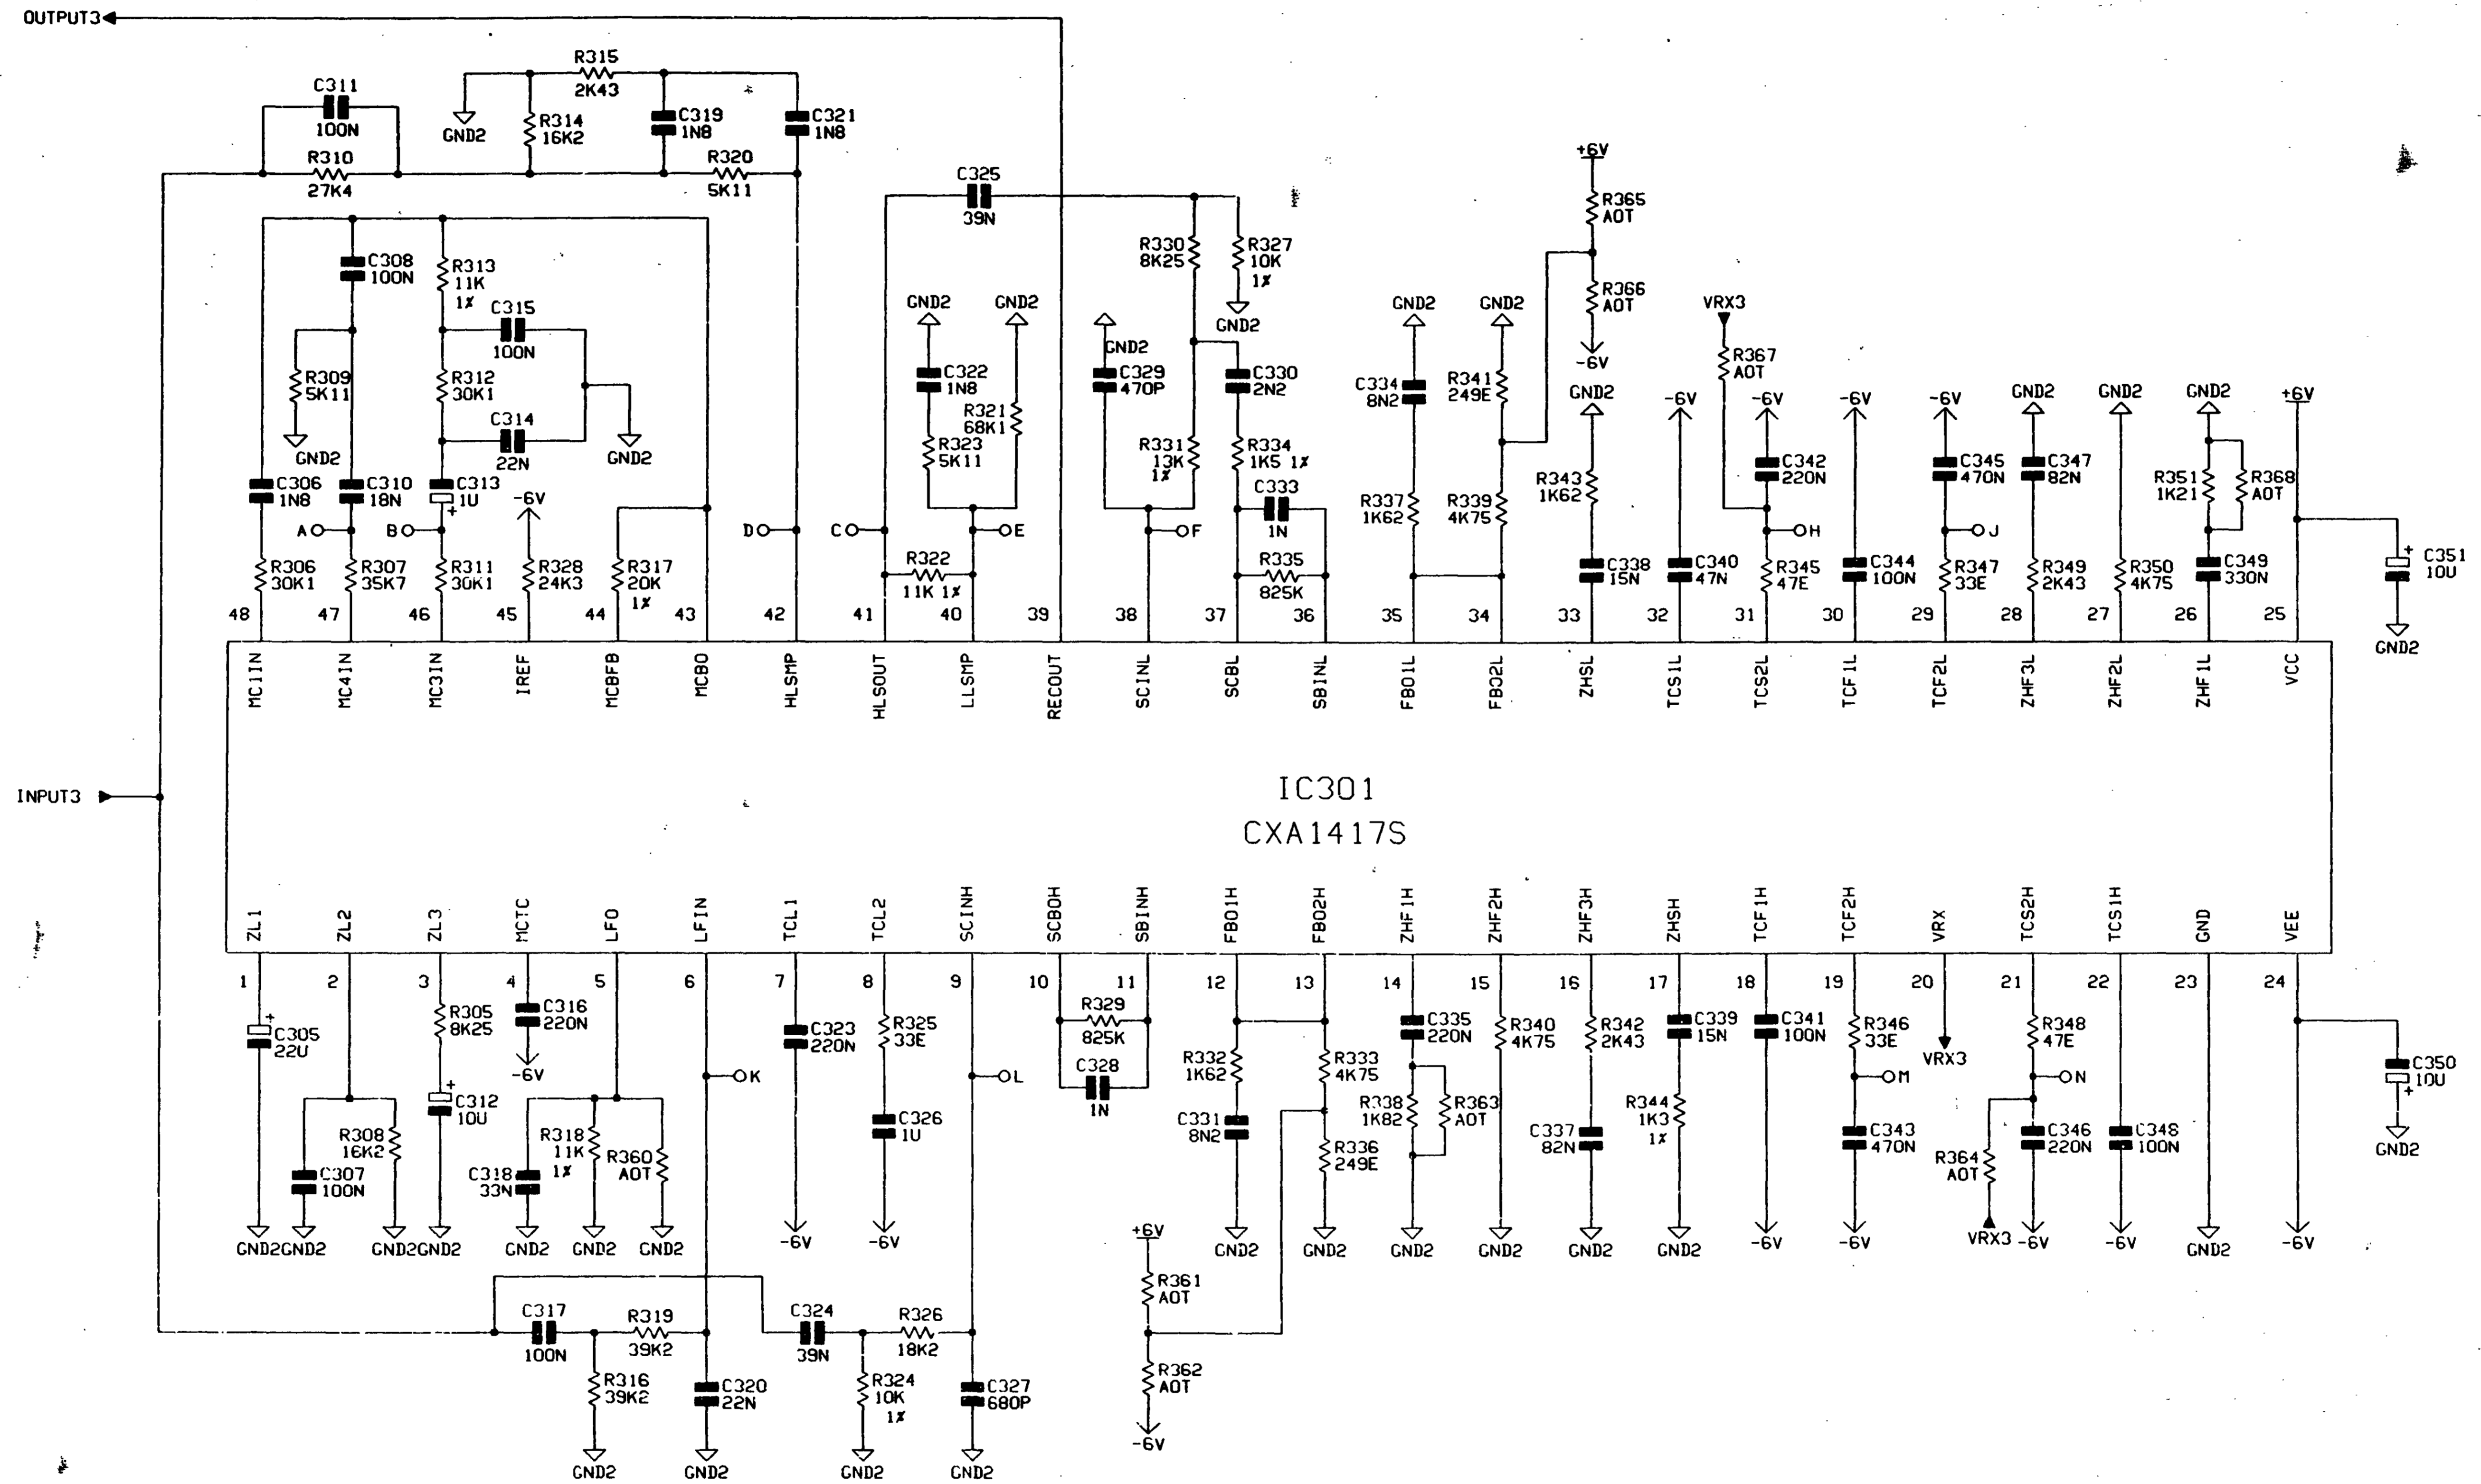 OUTPUT3
R315
2K43
C311
100N
GND2
R314
16K2
C319
1N8
C321
1N8
R310
27K4
R320
5K11
C325
39N
+6V
R365
AOT
R366
AOT
-6V
C308
100N
R313
11K
1%
C315
100N
R330
8K25
R327
10K
1%
GND2
GND2
GND2
GND2
GND2
GND2
VRX3
R367
AOT
R309
5K11
GND2
R312
30K1
C314
22N
GND2
C322
1N8
R321
68K1
R323
5K11
C329
470P
C330
2N2
R331
13K
1%
R334
1K5 1%
C334
8N2
R341
249E
GND2
-6V
-6V
-6V
-6V
GND2
GND2
GND2
+6V
C306
1N8
C310
18N
C313
1U
+
-6V
C333
1N
R337
1K62
R339
4K75
R343
1K62
C342
220N
C345
470N
C347
82N
R351
1K21
R368
AOT
A
B
D
C
E
F
H
J
R306
30K1
R307
35K7
R311
30K1
R328
24K3
R317
20K
1%
R322
11K 1%
R335
825K
C338
15N
C340
47N
R345
47E
C344
100N
R347
33E
R349
2K43
R350
4K75
C349
330N
+
C351
10U
GND2
48 47 46 45 44 43 42 41 40 39 38 37 36 35 34 33 32 31 30 29 28 27 26 25
MC1IN MC4IN MC3IN IREF MCBFB MCBO HLSMP HLSOUT LLSMP RECOUT SCINL SCBL SBINL FBO1L FBO2L ZHSL TCS1L TCS2L TCF1L TCF2L ZHF3L ZHF2L ZHF1L VCC
INPUT3
IC301
CXA1417S
ZL1 ZL2 ZL3 MCTC LFO LFIN TCL1 TCL2 SCINH SCBOH SBINH FBO1H FBO2H ZHF1H ZHF2H ZHF3H ZHSH TCF1H TCF2H VRX TCS2H TCS1H GND VEE
1 2 3 4 5 6 7 8 9 10 11 12 13 14 15 16 17 18 19 20 21 22 23 24
+
C305
22U
R305
8K25
C316
220N
-6V
C323
220N
R325
33E
R329
825K
C328
1N
R332
1K62
R333
4K75
C335
220N
R340
4K75
R342
2K43
C339
15N
C341
100N
R346
33E
VRX3
R348
47E
C350
10U
+
GND2
K
L
M
N
+
C312
10U
R308
16K2
C307
100N
C318
33N
R318
11K
1%
R360
AOT
C326
1U
C331
8N2
R336
249E
R338
1K82
R363
AOT
C337
82N
R344
1K3
1%
C343
470N
R364
AOT
C346
220N
C348
100N
GND2
GND2
GND2
GND2
GND2
GND2
GND2
-6V
-6V
+6V
GND2
GND2
GND2
GND2
GND2
GND2
-6V
-6V
VRX3
-6V
-6V
GND2
-6V
R361
AOT
R362
AOT
-6V
C317
100N
R319
39K2
C324
39N
R326
18K2
R316
39K2
C320
22N
R324
10K
1%
C327
680P
GND2
GND2
GND2
GND2